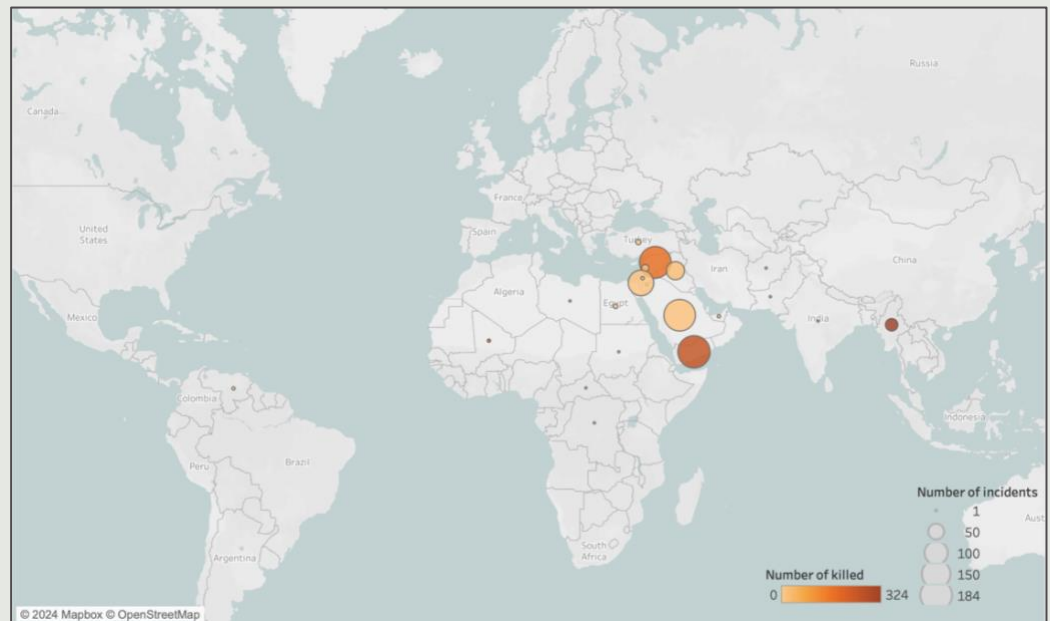 Russia
Canada
France
United
States
Spain
Turkey
Iran
China
Algeria
Egypt
Mexico
India
Colombia
Indonesia
Peru
Brazil
Number of incidents
1
Aust
50
South
Africa
100
Argentina
Number of killed
150
0
324
184
© 2024 Mapbox © OpenStreetMap